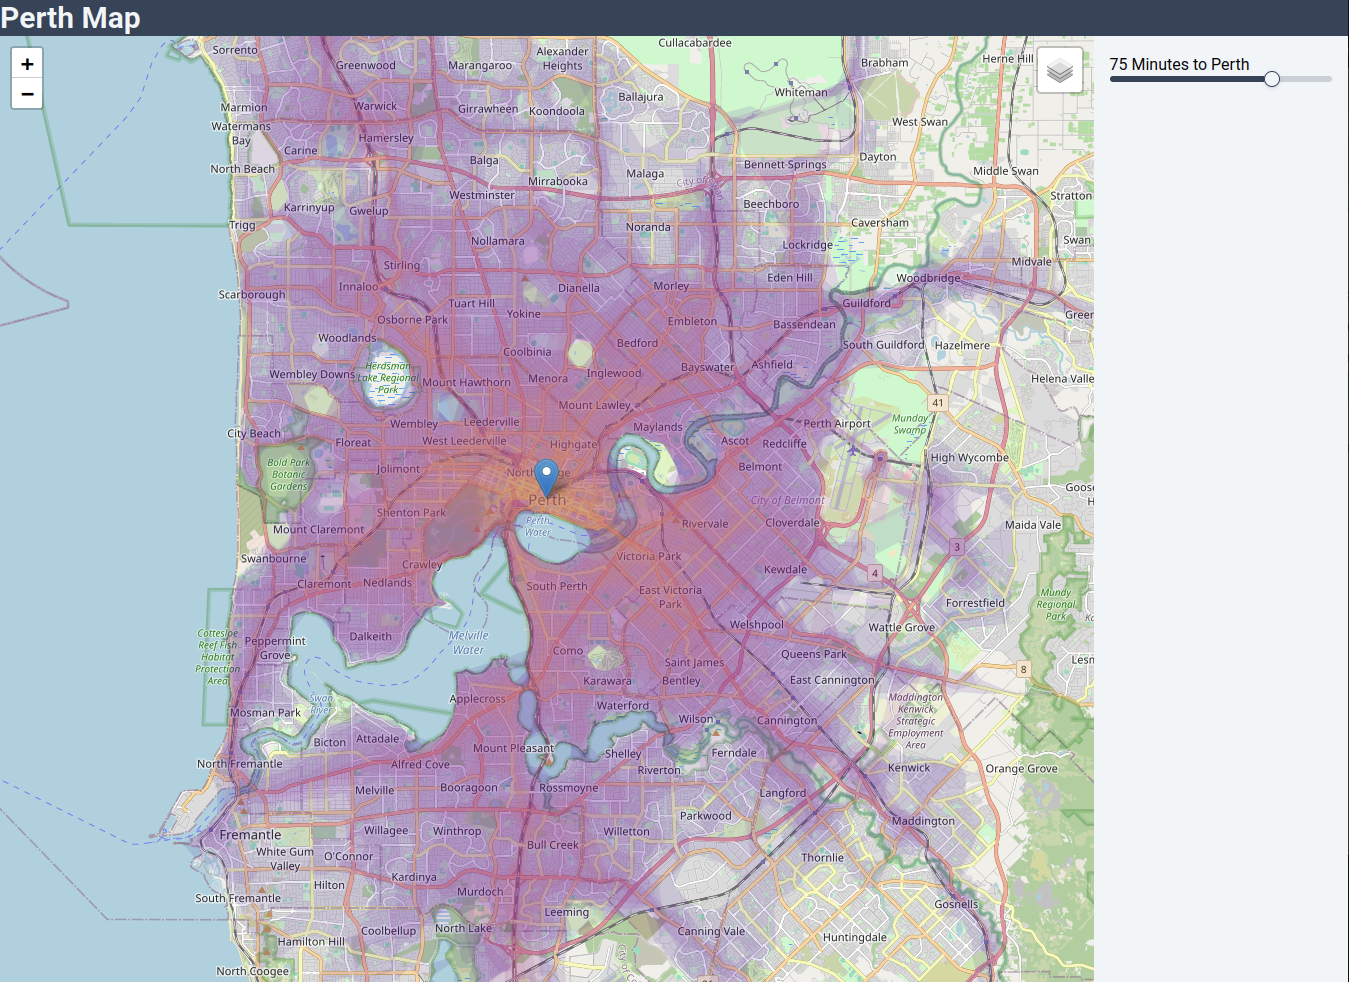 Perth Map
+
−
75 Minutes to Perth
Cullacabardee
Sorrento
Alexander
Heights
Greenwood
Marangaroo
Brabham
Herne Hill
Whiteman
Ballajura
Marmion
Warwick
Girrawheen
Koondoola
Watermans
Bay
West Swan
Hamersley
Carine
Balga
Dayton
Bennett Springs
North Beach
Malaga
Middle Swan
Mirrabooka
City of Swan
Westminster
Stratton
Karrinyup
Gwelup
Beechboro
Trigg
Noranda
Caversham
Nollamara
Lockridge
Swan
Stirling
Midvale
Eden Hill
Woodbridge
Innaloo
Dianella
Morley
Scarborough
Tuart Hill
Guildford
Yokine
Green
Osborne Park
Embleton
Bassendean
Woodlands
Bedford
South Guildford
Hazelmere
Coolbinia
Herdsman
Lake Regional
Park
Ashfield
Bayswater
Wembley Downs
Inglewood
Menora
Mount Hawthorn
Helena Valle
41
Mount Lawley
Munday
Swamp
Wembley
Leederville
Maylands
Perth Airport
City Beach
Floreat
West Leederville
Highgate
Ascot
Redcliffe
High Wycombe
Bold Park
Botanic
Gardens
Jolimont
Belmont
Perth
Goose
H
City of Belmont
Shenton Park
Perth
Water
Rivervale
Cloverdale
Maida Vale
Mount Claremont
3
Swanbourne
Victoria Park
Crawley
Kewdale
4
Claremont
Nedlands
South Perth
East Victoria
Park
Mundy
Regional
Park
Forrestfield
Welshpool
Wattle Grove
Cottesloe
Reef Fish
Habitat
Protection
Area
Peppermint
Grove
Dalkeith
Melville
Water
Como
Queens Park
Saint James
Lesm
8
Karawara
Bentley
East Cannington
Swan
River
Applecross
Maddington
Kenwick
Strategic
Employment
Area
Mosman Park
Waterford
Wilson
Cannington
Bicton
Attadale
Mount Pleasant
Shelley
Ferndale
North Fremantle
Alfred Cove
Riverton
Kenwick
Orange Grove
Melville
Booragoon
Rossmoyne
Langford
Parkwood
Maddington
Fremantle
Willagee
Winthrop
Willetton
Bull Creek
White Gum
Valley
O'Connor
Thornlie
Kardinya
Hilton
Murdoch
South Fremantle
Gosnells
Leeming
North Lake
Coolbellup
Canning Vale
Huntingdale
Hamilton Hill
North Coogee